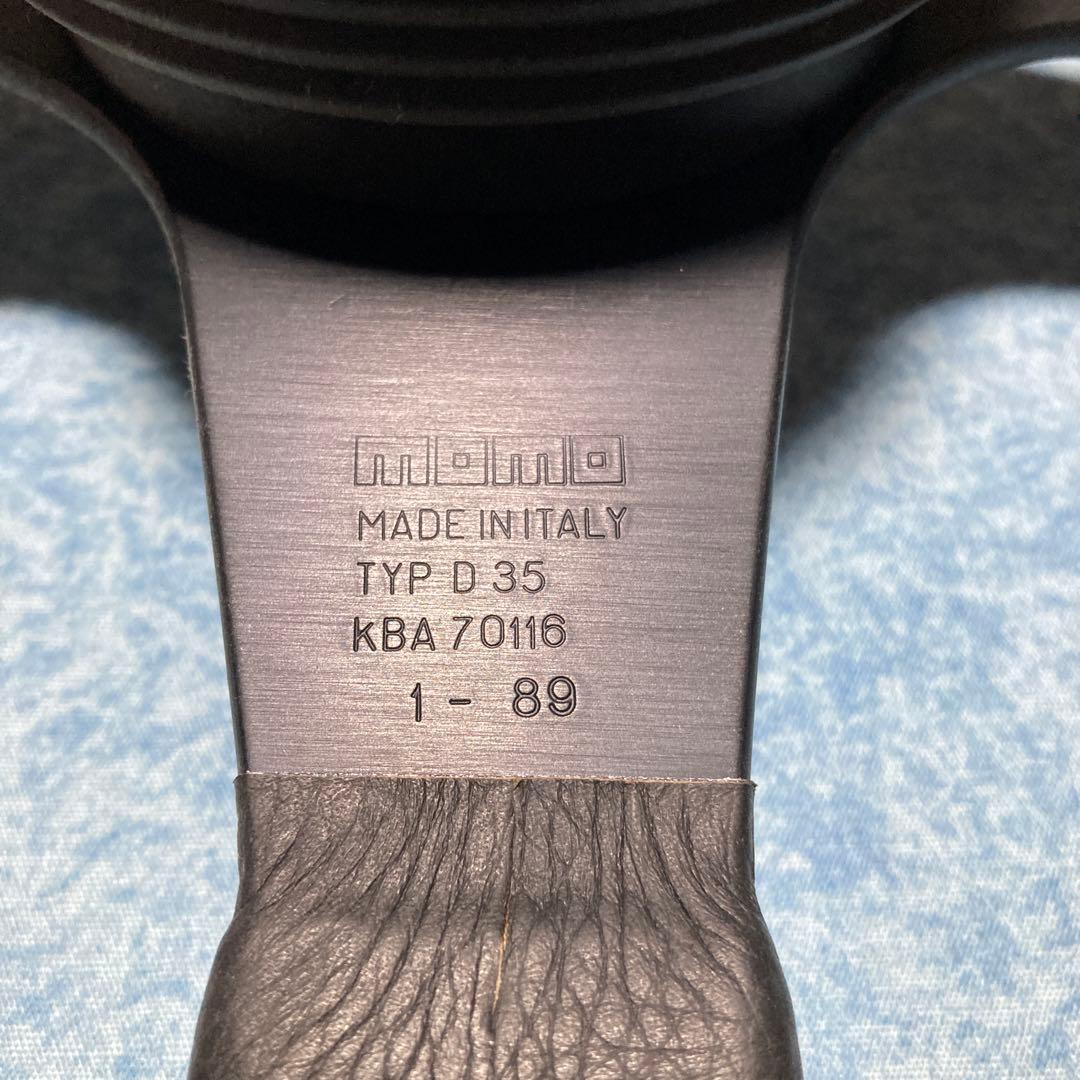 momo
MADE IN ITALY
TYP D 35
KBA 70116
1 - 89